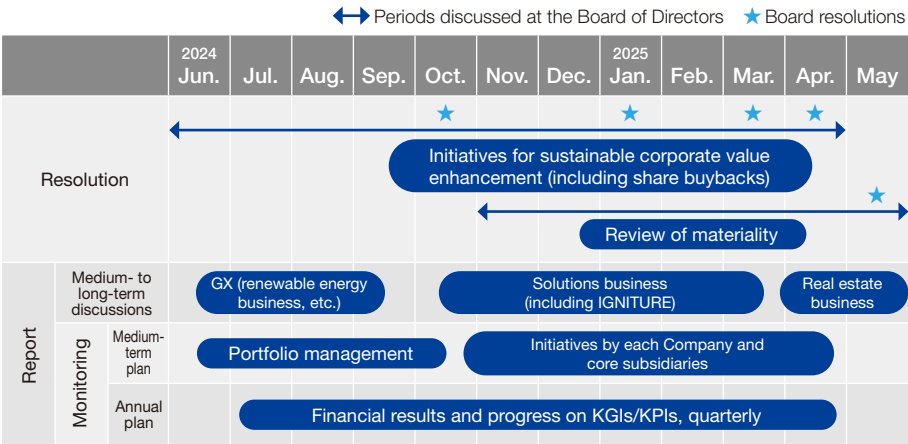 Periods discussed at the Board of Directors ★ Board resolutions
2024
Jun. Jul. Aug. Sep. Oct. Nov. Dec.
2025
Jan. Feb. Mar. Apr. May
Resolution
Initiatives for sustainable corporate value
enhancement (including share buybacks)
Review of materiality
Report
Medium- to
long-term
discussions
GX (renewable energy
business, etc.)
Solutions business
(including IGNITURE)
Real estate
business
Monitoring
Medium-
term
plan
Portfolio management
Initiatives by each Company and
core subsidiaries
Annual
plan
Financial results and progress on KGIs/KPIs, quarterly